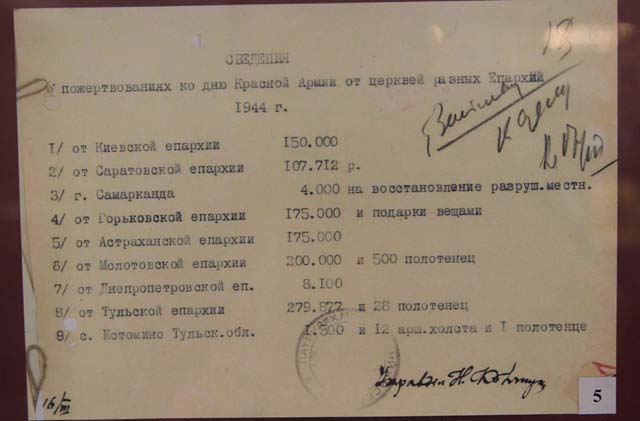 СВЕДЕНИЯ
о пожертвованиях ко дню Красной Армии от церквей разных Епархий
1944 г.
1/ от Киевской епархии 150.000
2/ от Саратовской епархии 107.712 р.
3/ г. Самарканда 4.000 на восстановление разруш.местн.
4/ от Горьковской епархии 175.000 и подарки вещами
5/ от Астраханской епархии 175.000
6/ от Молотовской епархии 200.000 и 500 полотенец
7/ от Днепропетровской еп. 8.100
8/ от Тульской епархии 279.877 и 28 полотенец
9/ с. Истомино Тульск.обл. 1.500 и 12 арш.холста и 1 полотенце
К делу
16/III
5